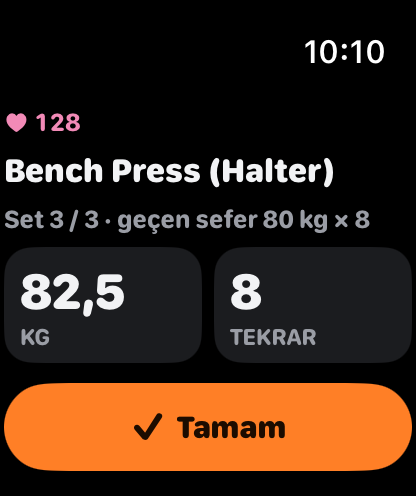 10:10
128
Bench Press (Halter)
Set 3 / 3 · geçen sefer 80 kg × 8
82,5
KG
8
TEKRAR
Tamam